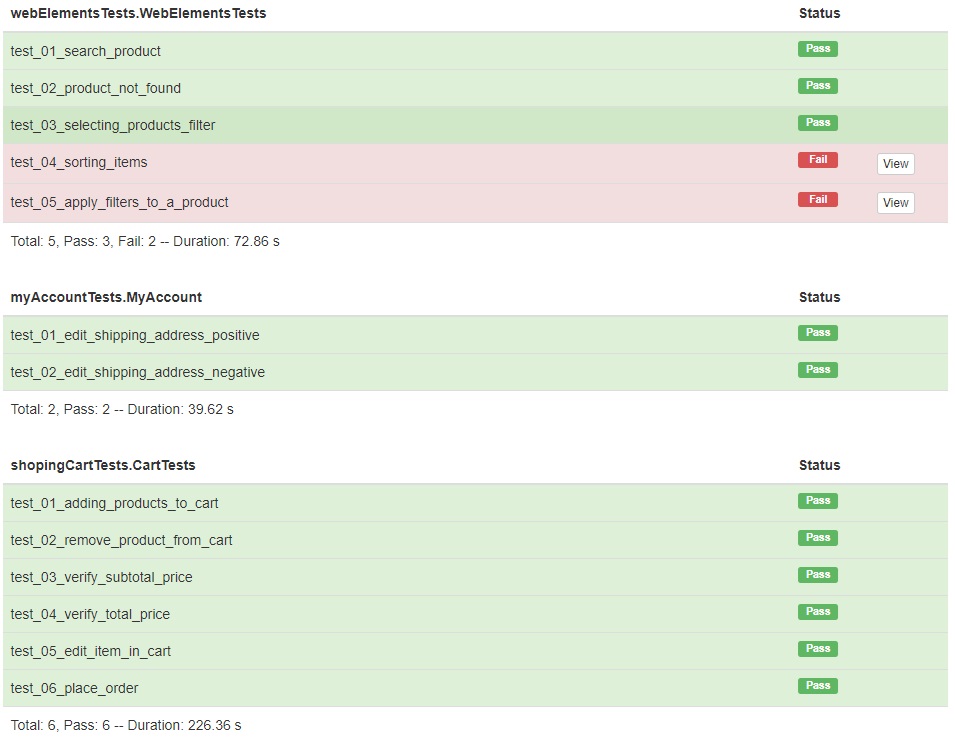 webElementsTests.WebElementsTests Status
test_01_search_product Pass
test_02_product_not_found Pass
test_03_selecting_products_filter Pass
test_04_sorting_items Fail View
test_05_apply_filters_to_a_product Fail View
Total: 5, Pass: 3, Fail: 2 -- Duration: 72.86 s
myAccountTests.MyAccount Status
test_01_edit_shipping_address_positive Pass
test_02_edit_shipping_address_negative Pass
Total: 2, Pass: 2 -- Duration: 39.62 s
shopingCartTests.CartTests Status
test_01_adding_products_to_cart Pass
test_02_remove_product_from_cart Pass
test_03_verify_subtotal_price Pass
test_04_verify_total_price Pass
test_05_edit_item_in_cart Pass
test_06_place_order Pass
Total: 6, Pass: 6 -- Duration: 226.36 s